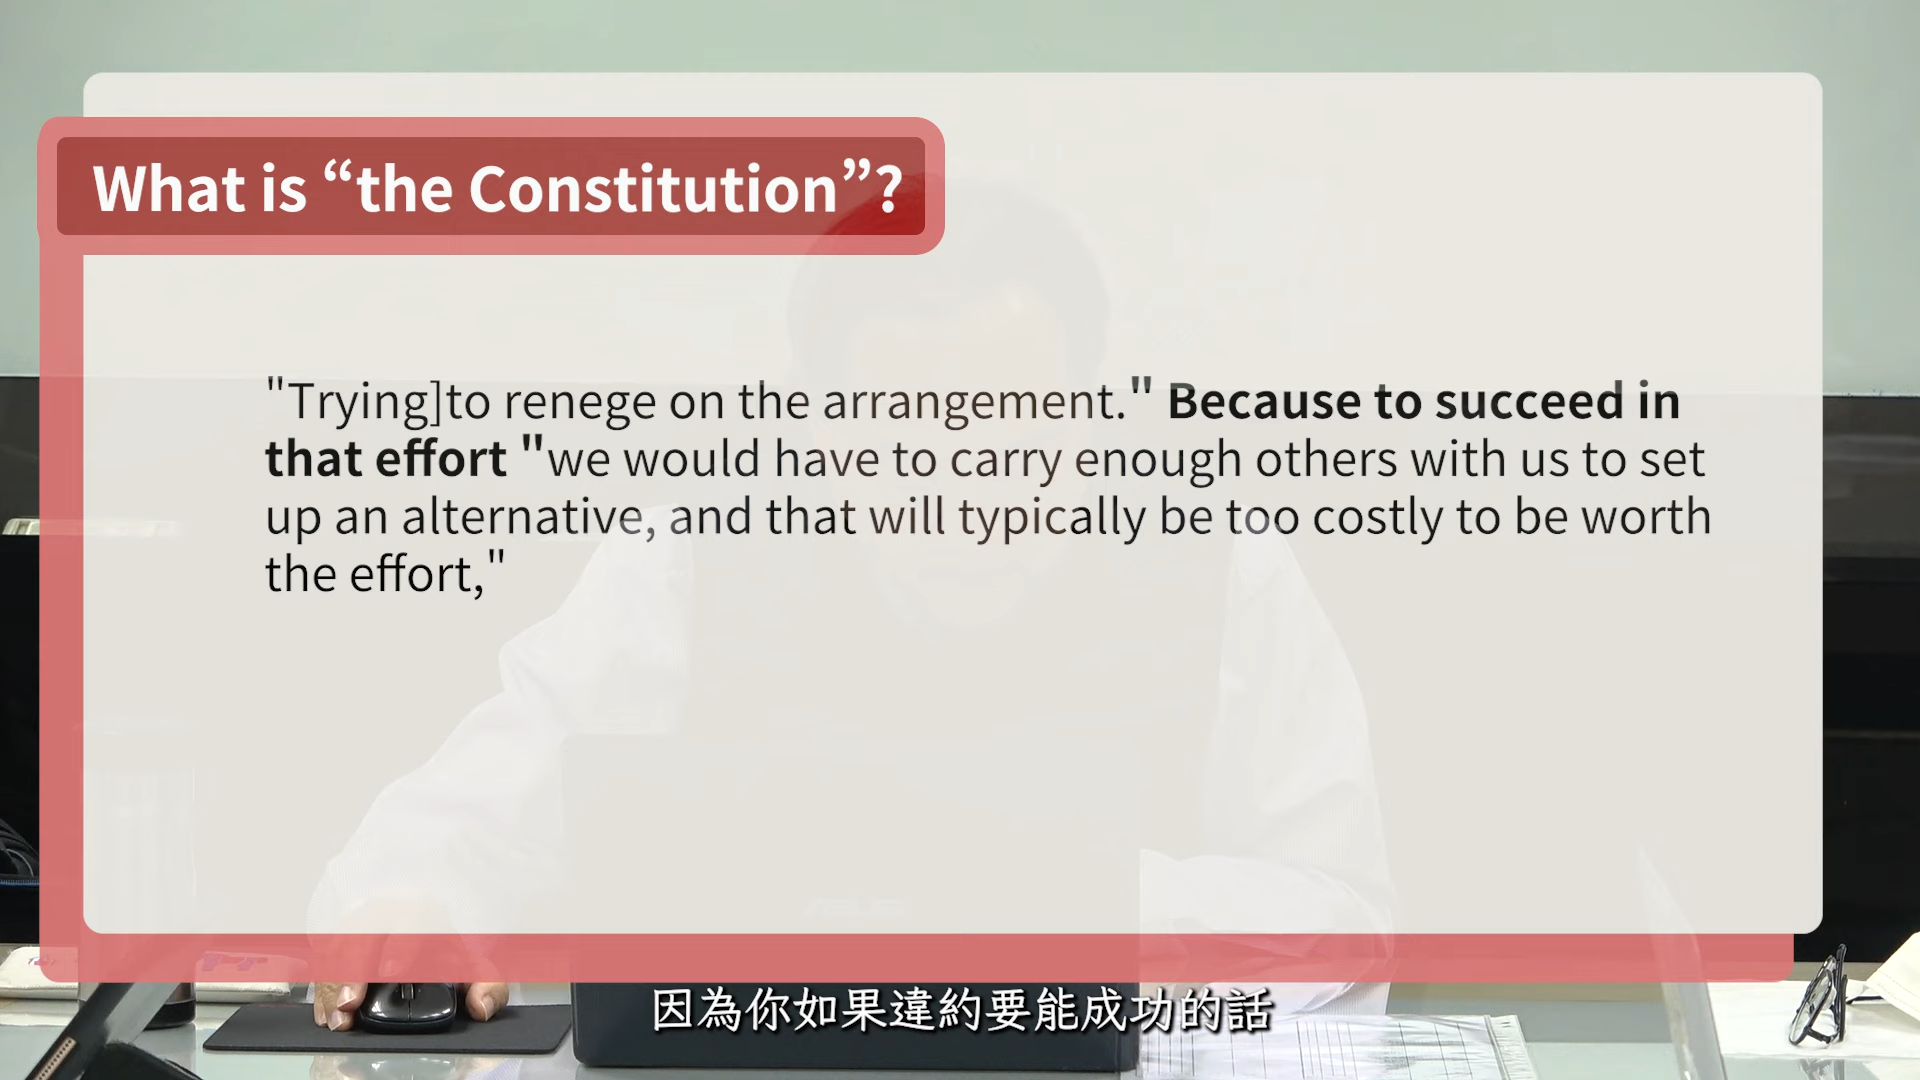 What is “the Constitution”?
"Trying]to renege on the arrangement." Because to succeed in
that effort "we would have to carry enough others with us to set
up an alternative, and that will typically be too costly to be worth
the effort,"
因為你如果違約要能成功的話